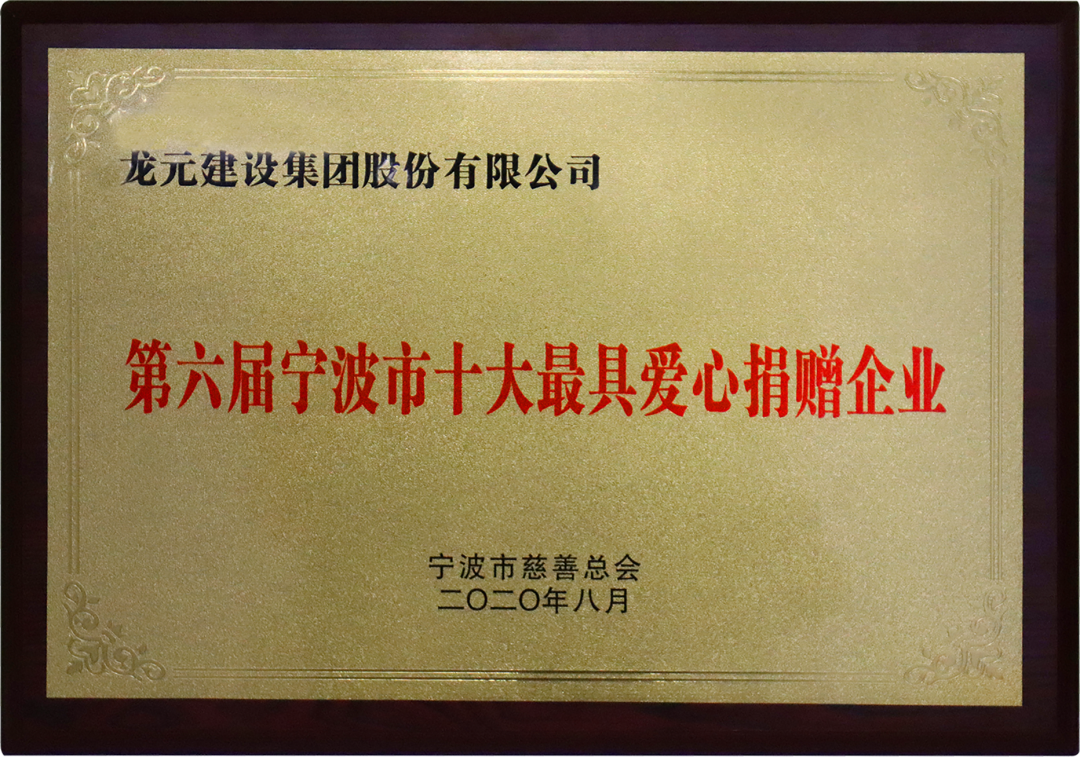 龙元建设集团股份有限公司
第六届宁波市十大最具爱心捐赠企业
宁波市慈善总会
二〇二〇年八月